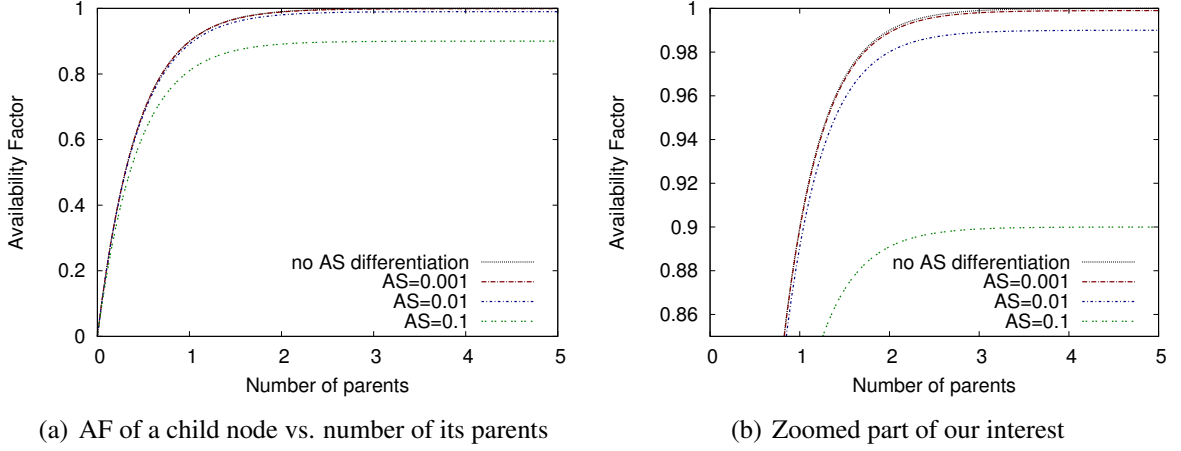 1
0.8
0.6
0.4
0.2
0
Availability Factor
no AS differentiation
AS=0.001
AS=0.01
AS=0.1
0 1 2 3 4 5
Number of parents
(a) AF of a child node vs. number of its parents
1
0.98
0.96
0.94
0.92
0.9
0.88
0.86
Availability Factor
no AS differentiation
AS=0.001
AS=0.01
AS=0.1
0 1 2 3 4 5
Number of parents
(b) Zoomed part of our interest